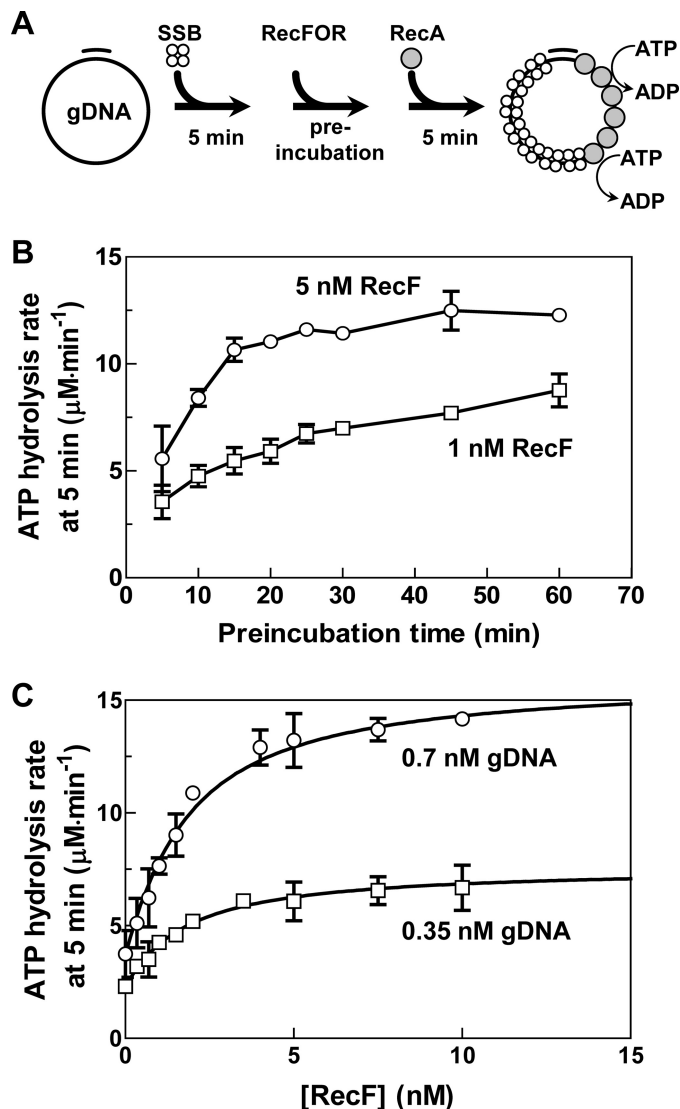 A
SSB RecFOR RecA
gDNA
5 min pre-incubation 5 min
ATP
ADP
ATP
ADP
B
ATP hydrolysis rate
at 5 min (μM·min⁻¹)
15
10
5
0
5 nM RecF
1 nM RecF
0 10 20 30 40 50 60 70
Preincubation time (min)
C
ATP hydrolysis rate
at 5 min (μM·min⁻¹)
15
10
5
0
0.7 nM gDNA
0.35 nM gDNA
0 5 10 15
[RecF] (nM)